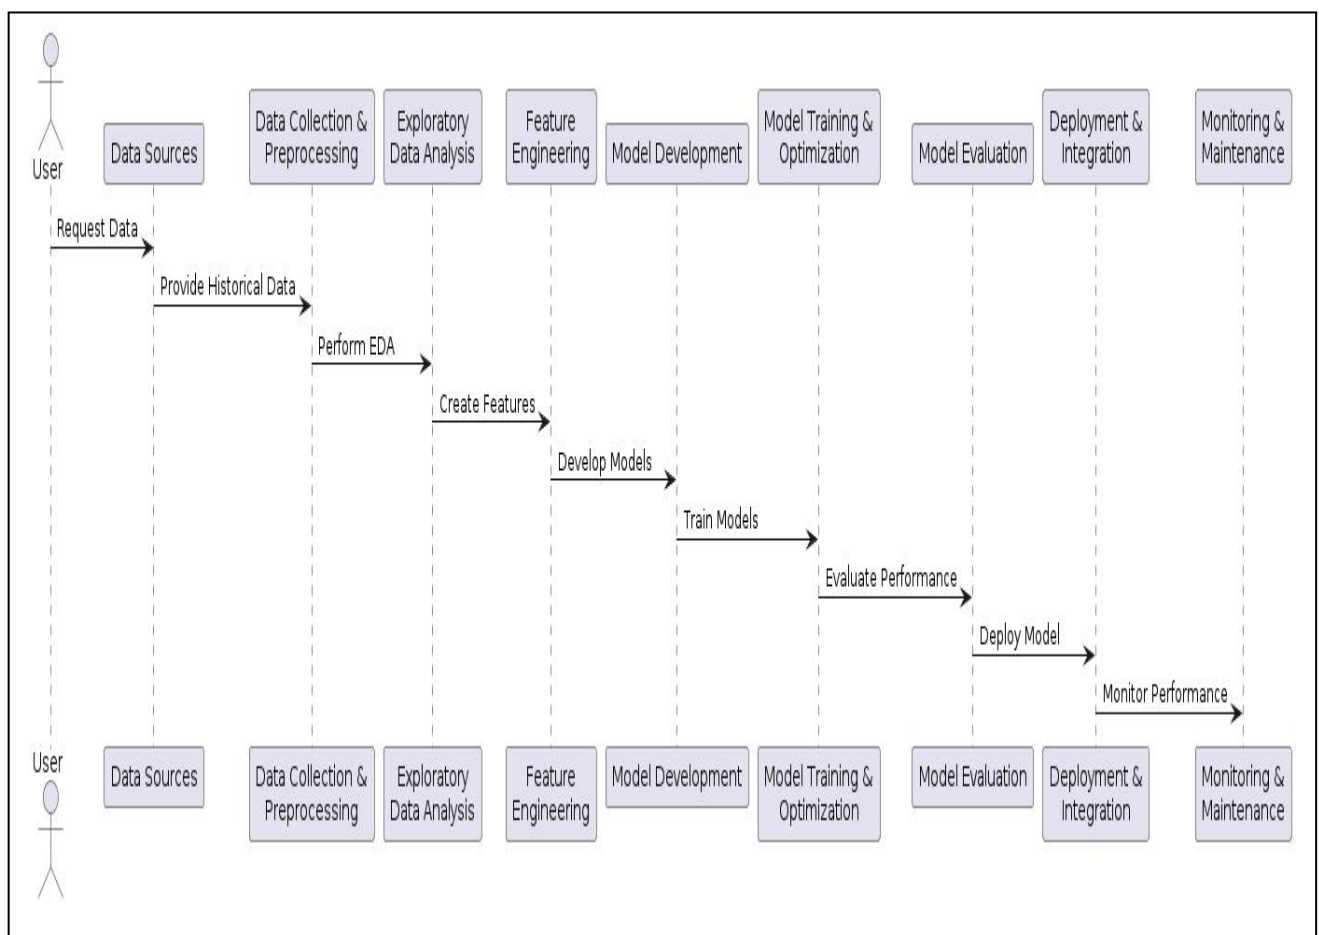 User
Data Sources
Data Collection &
Preprocessing
Exploratory
Data Analysis
Feature
Engineering
Model Development
Model Training &
Optimization
Model Evaluation
Deployment &
Integration
Monitoring &
Maintenance
Request Data
Provide Historical Data
Perform EDA
Create Features
Develop Models
Train Models
Evaluate Performance
Deploy Model
Monitor Performance
User
Data Sources
Data Collection &
Preprocessing
Exploratory
Data Analysis
Feature
Engineering
Model Development
Model Training &
Optimization
Model Evaluation
Deployment &
Integration
Monitoring &
Maintenance